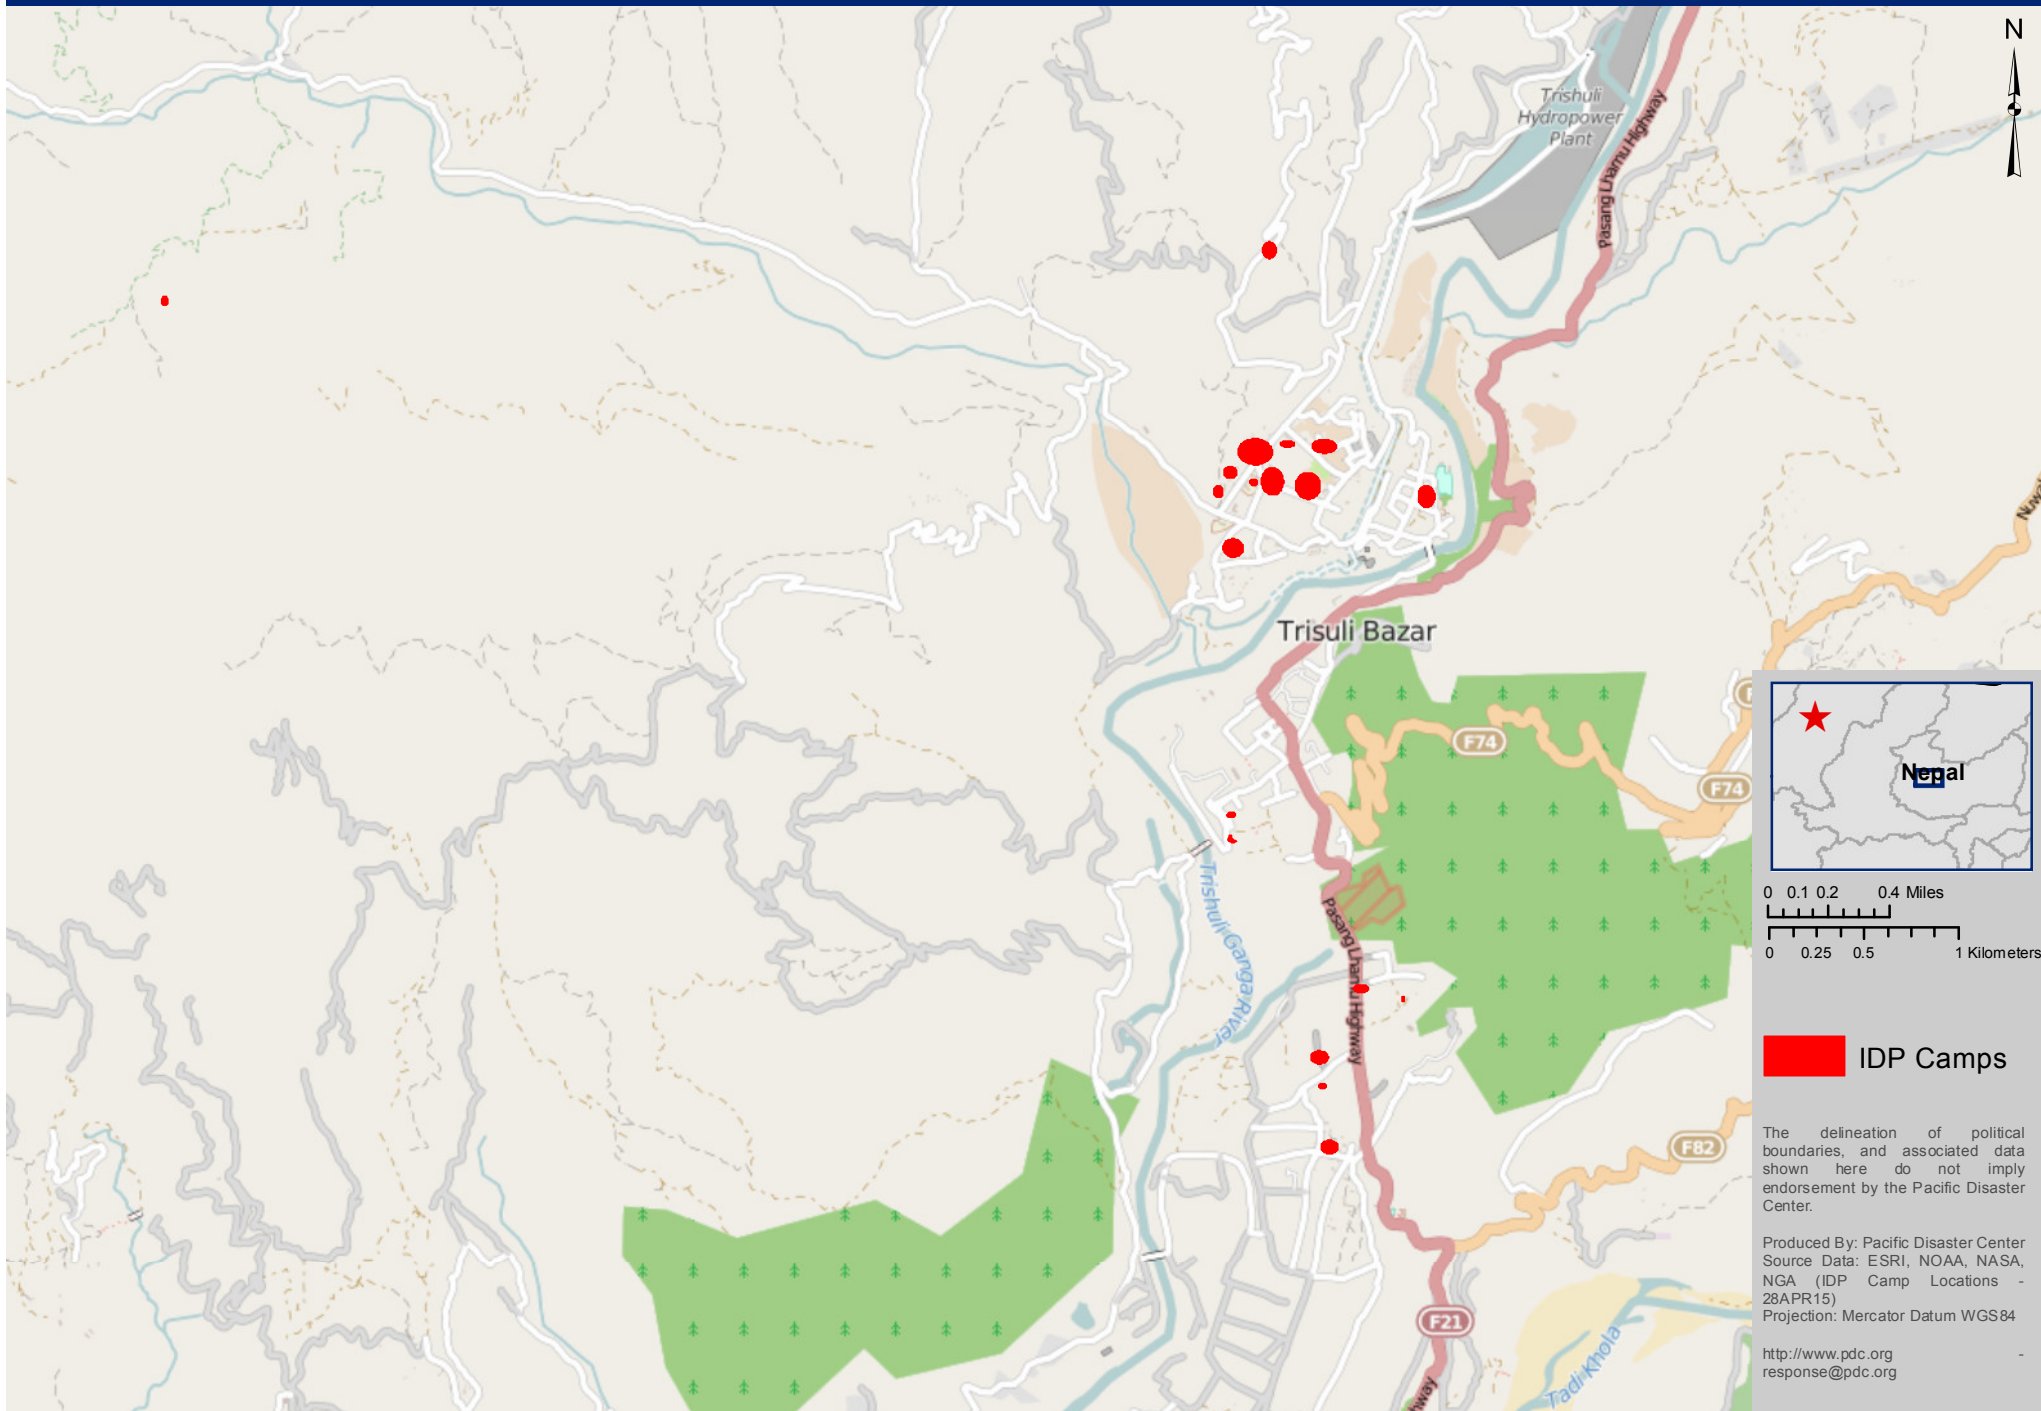 N
Trishuli
Hydropower
Plant
Pasang Lhamu Highway
Trisuli Bazar
F74
F74
Nepal
0 0.1 0.2 0.4 Miles
0 0.25 0.5 1 Kilometers
Trishuli Ganga River
Pasang Lhamu Highway
IDP Camps
F82
The delineation of political
boundaries, and associated data
shown here do not imply
endorsement by the Pacific Disaster
Center.
Produced By: Pacific Disaster Center
Source Data: ESRI, NOAA, NASA,
NGA (IDP Camp Locations -
28APR15)
Projection: Mercator Datum WGS84
F21
http://www.pdc.org -
response@pdc.org
Tadi Khola
hway